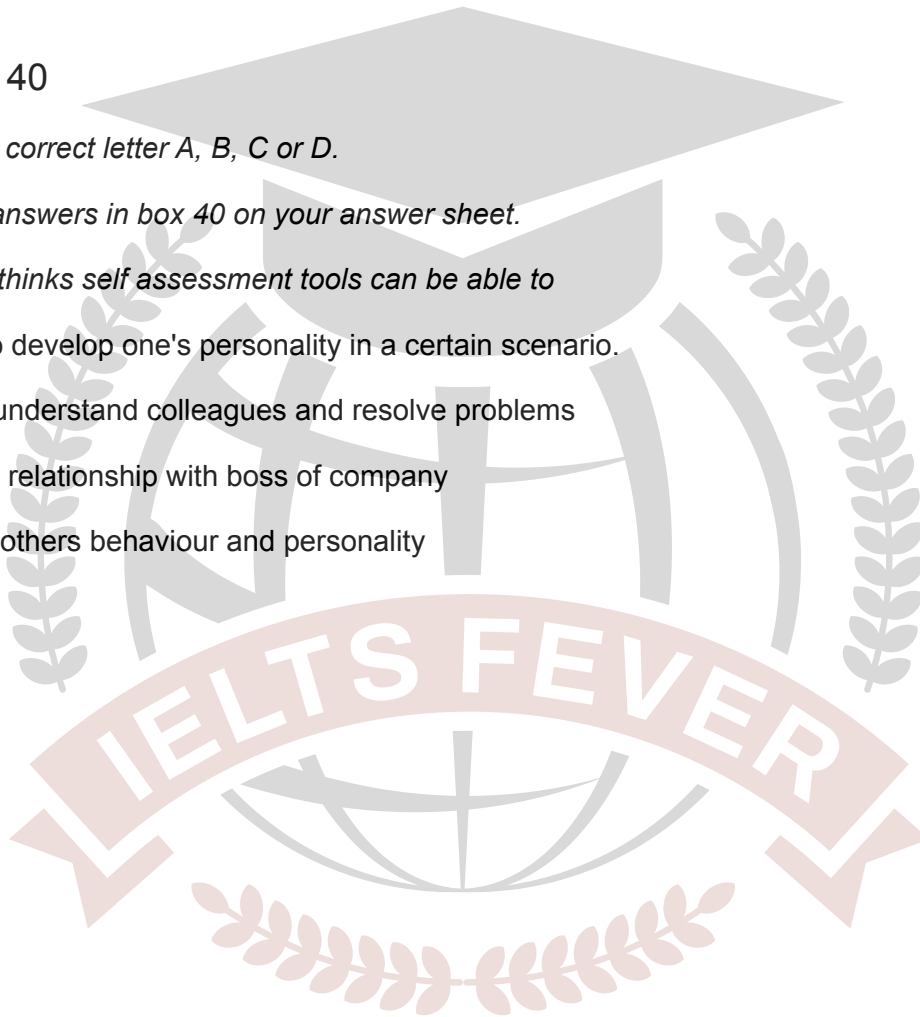 40
correct letter A, B, C or D.
answers in box 40 on your answer sheet.
thinks self assessment tools can be able to
develop one's personality in a certain scenario.
understand colleagues and resolve problems
relationship with boss of company
others behaviour and personality
IELTS FEVER